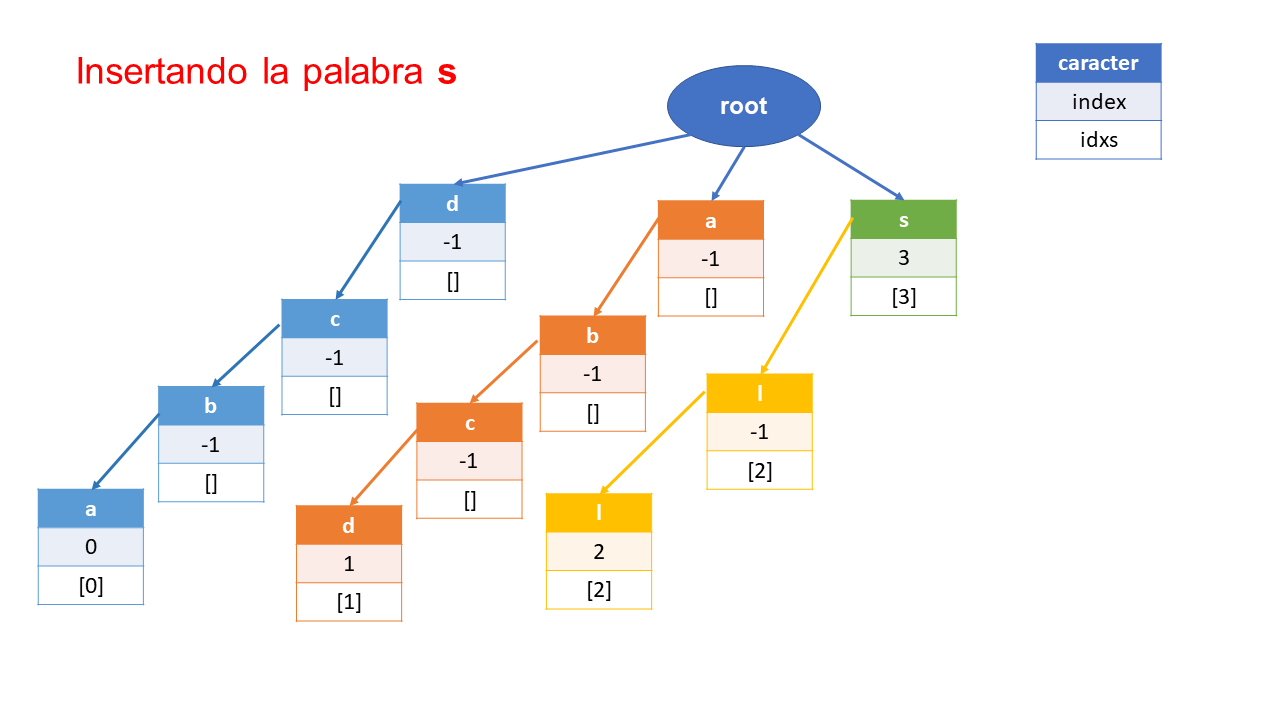 Insertando la palabra s
caracter
index
idxs
root
d
-1
[]
a
-1
[]
s
3
[3]
c
-1
[]
b
-1
[]
l
-1
[2]
b
-1
[]
c
-1
[]
a
0
[0]
d
1
[1]
l
2
[2]